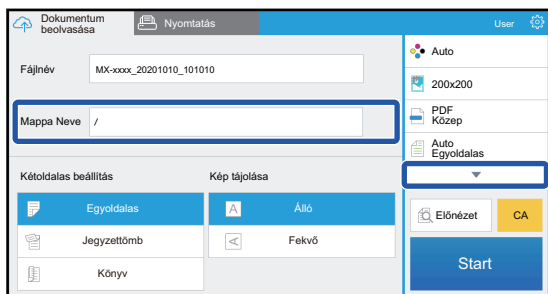 Dokumentum
beolvasása
Nyomtatás
User
Fájlnév
MX-xxxx_20201010_101010
Mappa Neve
/
Kétoldalas beállítás
Kép tájolása
Egyoldalas
Jegyzettömb
Könyv
A
Álló
A
Fekvő
Auto
200x200
PDF
Közep
Auto
Egyoldalas
Előnézet
CA
Start